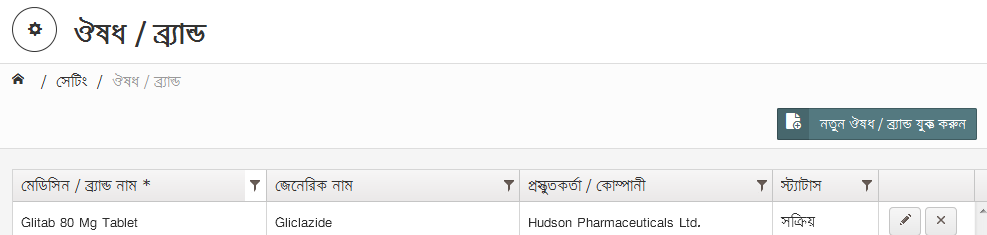 ঔষধ / ব্র্যান্ড
/ সেটিং / ঔষধ / ব্র্যান্ড
নতুন ঔষধ / ব্র্যান্ড যুক্ত করুন
মেডিসিন / ব্র্যান্ড নাম * জেনেরিক নাম প্রস্তুতকর্তা / কোম্পানী স্ট্যাটাস
Glitab 80 Mg Tablet Gliclazide Hudson Pharmaceuticals Ltd. সক্রিয়